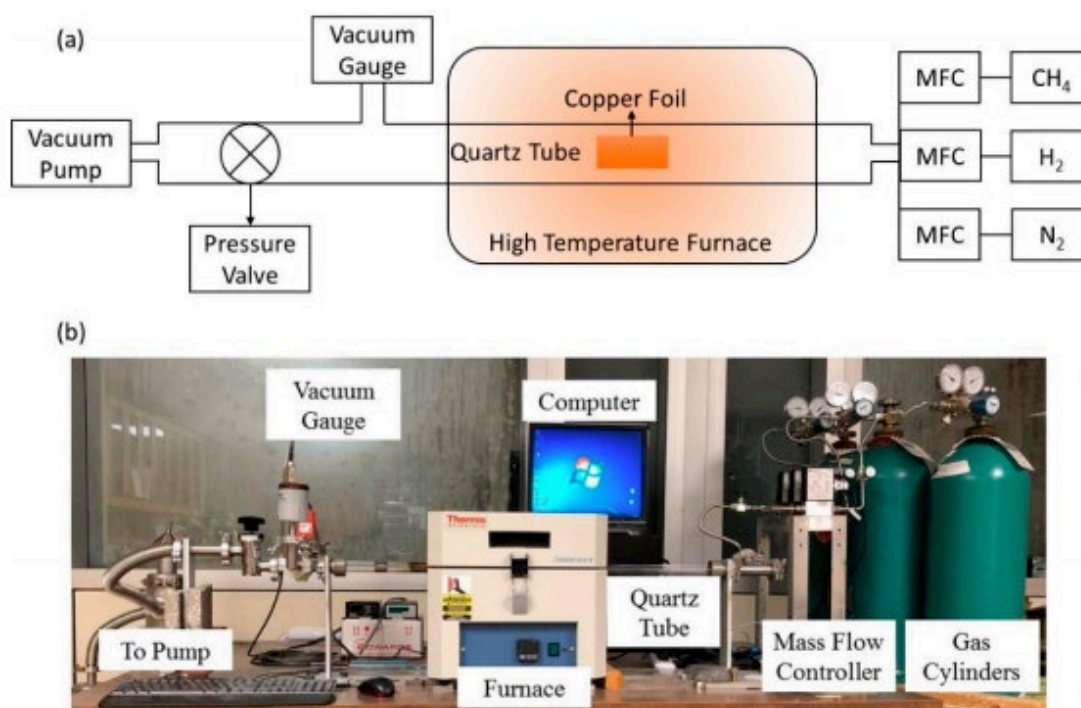 (a)
Vacuum
Gauge
MFC
CH₄
Copper Foil
Vacuum
Pump
Quartz Tube
MFC
H₂
Pressure
Valve
High Temperature Furnace
MFC
N₂
(b)
Vacuum
Gauge
Computer
Thermo
To Pump
Furnace
Quartz
Tube
Mass Flow
Controller
Gas
Cylinders